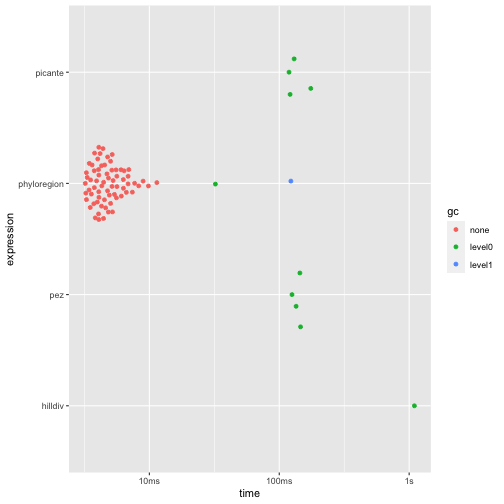 picante
phyloregion
pez
hilldiv
expression
10ms
100ms
1s
time
gc
none
level0
level1